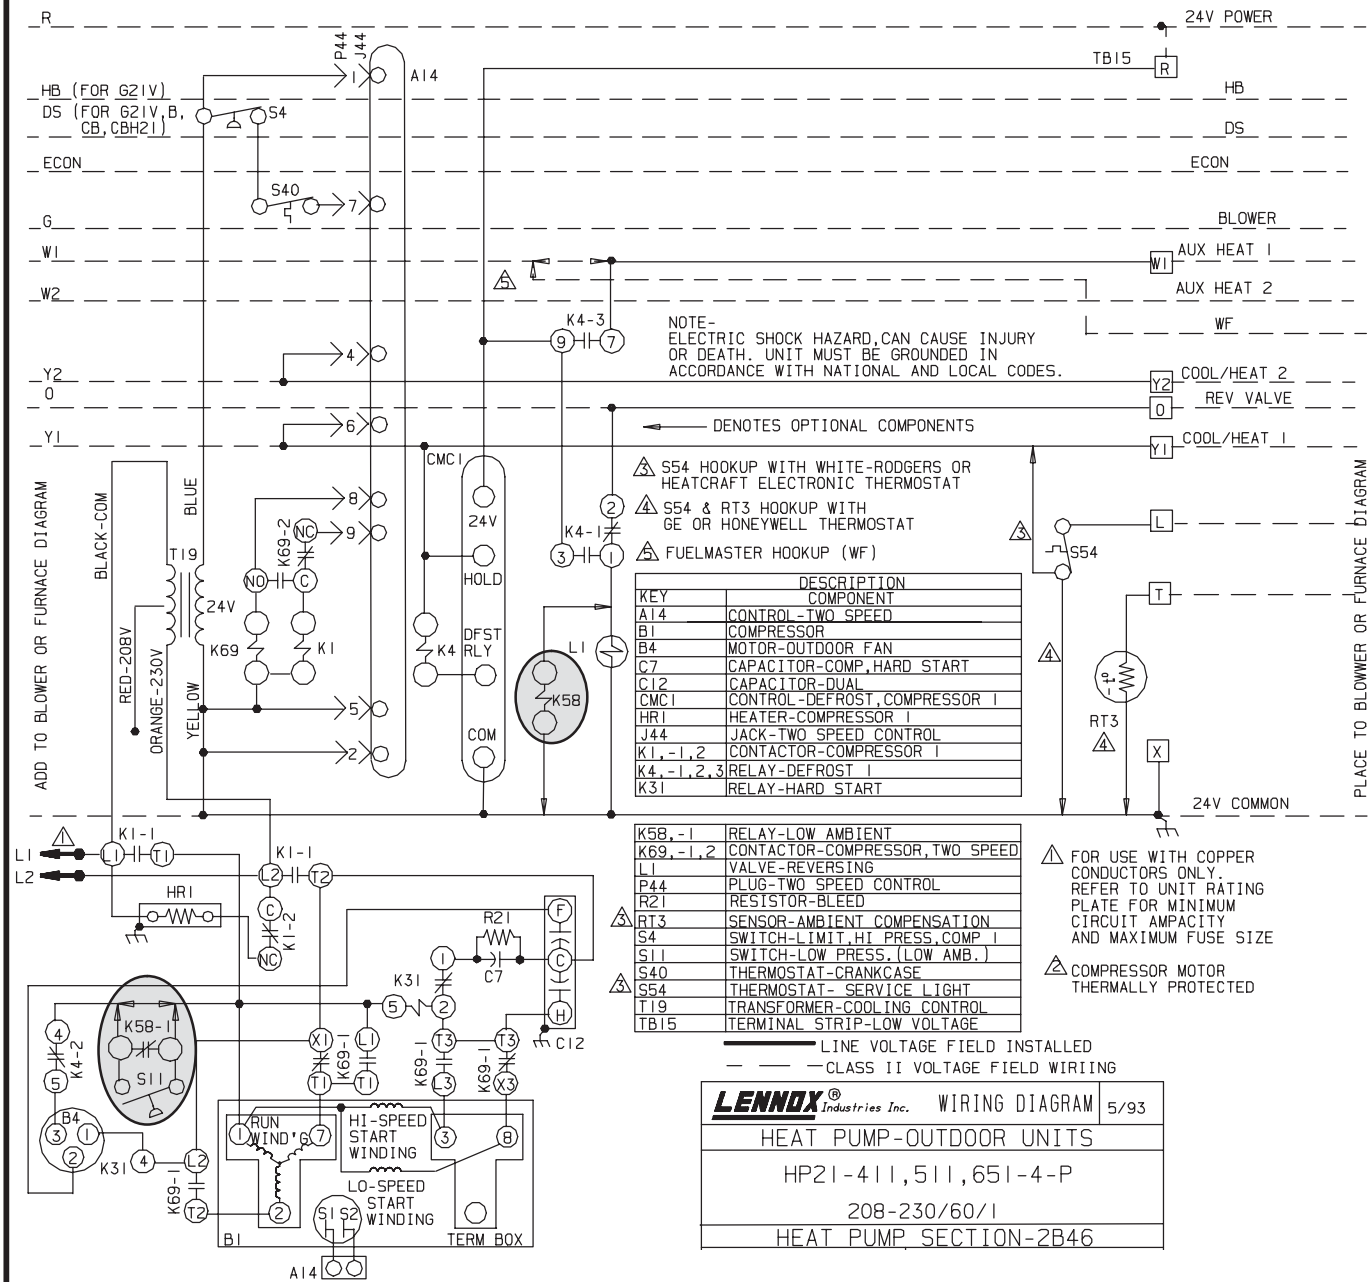 R
24V POWER
P44
J44
A14
1
TB15
R
HB (FOR G21V)
HB
DS (FOR G21V,B,
CB,CBH21)
S4
DS
ECON
ECON
S40
7
G
BLOWER
W1
5
W1
AUX HEAT 1
W2
AUX HEAT 2
WF
K4-3
9
7
NOTE-
ELECTRIC SHOCK HAZARD,CAN CAUSE INJURY
OR DEATH. UNIT MUST BE GROUNDED IN
ACCORDANCE WITH NATIONAL AND LOCAL CODES.
4
Y2
Y2
COOL/HEAT 2
O
O
REV VALVE
6
DENOTES OPTIONAL COMPONENTS
Y1
Y1
COOL/HEAT 1
CMC1
3 S54 HOOKUP WITH WHITE-RODGERS OR
HEATCRAFT ELECTRONIC THERMOSTAT
4 S54 & RT3 HOOKUP WITH
GE OR HONEYWELL THERMOSTAT
5 FUELMASTER HOOKUP (WF)
ADD TO BLOWER OR FURNACE DIAGRAM
BLACK-COM
BLUE
T19
24V
RED-208V
ORANGE-230V
YELLOW
8
9
NC
K69-2
NO
C
K69
K1
5
2
24V
HOLD
DFST
RLY
COM
K4
2
K4-1
3
1
L1
K58
3
L
S54
T
4
-t°
RT3
4
X
PLACE TO BLOWER OR FURNACE DIAGRAM
DESCRIPTION
KEY COMPONENT
A14 CONTROL-TWO SPEED
B1 COMPRESSOR
B4 MOTOR-OUTDOOR FAN
C7 CAPACITOR-COMP,HARD START
C12 CAPACITOR-DUAL
CMC1 CONTROL-DEFROST,COMPRESSOR 1
HR1 HEATER-COMPRESSOR 1
J44 JACK-TWO SPEED CONTROL
K1,-1,2 CONTACTOR-COMPRESSOR 1
K4,-1,2,3 RELAY-DEFROST 1
K31 RELAY-HARD START
24V COMMON
K58,-1 RELAY-LOW AMBIENT
K69,-1,2 CONTACTOR-COMPRESSOR,TWO SPEED
L1 VALVE-REVERSING
P44 PLUG-TWO SPEED CONTROL
R21 RESISTOR-BLEED
3 RT3 SENSOR-AMBIENT COMPENSATION
S4 SWITCH-LIMIT,HI PRESS,COMP 1
S11 SWITCH-LOW PRESS.(LOW AMB.)
S40 THERMOSTAT-CRANKCASE
3 S54 THERMOSTAT- SERVICE LIGHT
T19 TRANSFORMER-COOLING CONTROL
TB15 TERMINAL STRIP-LOW VOLTAGE
1 FOR USE WITH COPPER
CONDUCTORS ONLY.
REFER TO UNIT RATING
PLATE FOR MINIMUM
CIRCUIT AMPACITY
AND MAXIMUM FUSE SIZE
2 COMPRESSOR MOTOR
THERMALLY PROTECTED
LINE VOLTAGE FIELD INSTALLED
CLASS II VOLTAGE FIELD WIRIING
1
K1-1
L1
L1
T1
K1-1
L2
L2
T2
HR1
C
K1-2
NC
R21
F
C
H
C7
C12
1
K31
5
2
4
K4-2
5
K58-1
S11
X1
T1
K69-1
L1
T1
T3
K69-1
L3
T3
K69-1
X3
B4
3
1
2
K31
4
L2
K69-1
T2
1
RUN
WIND'G
7
2
HI-SPEED
START
WINDING
LO-SPEED
START
WINDING
3
8
S1 S2
B1
TERM BOX
A14
LENNOX® Industries Inc. WIRING DIAGRAM 5/93
HEAT PUMP-OUTDOOR UNITS
HP21-411,511,651-4-P
208-230/60/1
HEAT PUMP SECTION-2B46